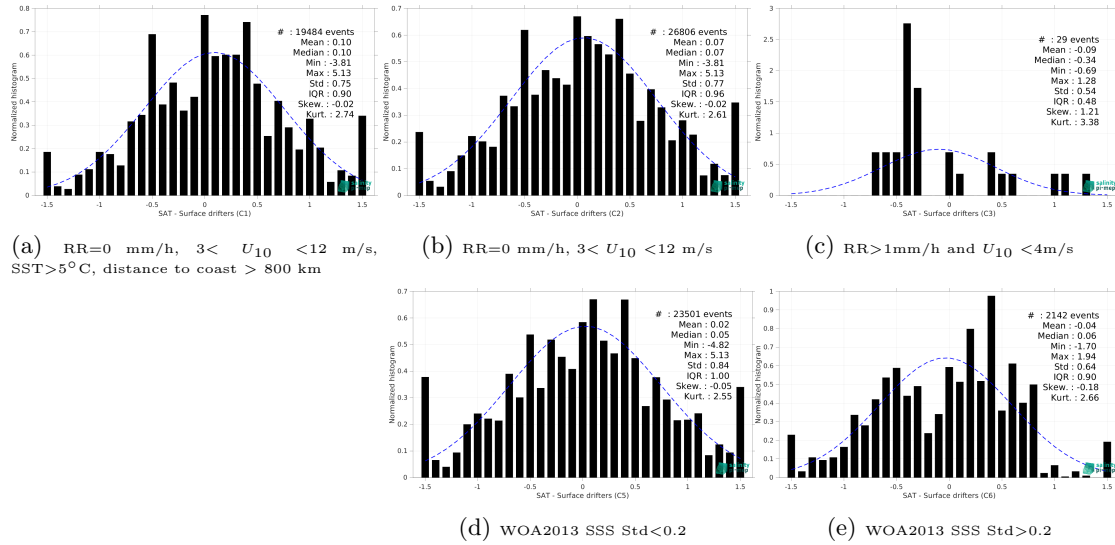 0.8
0.7
0.6
0.5
0.4
0.3
0.2
0.1
0
Normalized histogram
# : 19484 events
Mean : 0.10
Median : 0.10
Min : -3.81
Max : 5.13
Std : 0.75
IQR : 0.90
Skew. : -0.02
Kurt. : 2.74
salinity
pi-mep
-1.5 -1 -0.5 0 0.5 1 1.5
SAT - Surface drifters (C1)
(a) RR=0 mm/h, 3< U10 <12 m/s,
SST>5°C, distance to coast > 800 km
0.7
0.6
0.5
0.4
0.3
0.2
0.1
0
Normalized histogram
# : 26806 events
Mean : 0.07
Median : 0.07
Min : -3.81
Max : 5.13
Std : 0.77
IQR : 0.96
Skew. : -0.02
Kurt. : 2.61
salinity
pi-mep
-1.5 -1 -0.5 0 0.5 1 1.5
SAT - Surface drifters (C2)
(b) RR=0 mm/h, 3< U10 <12 m/s
3
2.5
2
1.5
1
0.5
0
Normalized histogram
# : 29 events
Mean : -0.09
Median : -0.34
Min : -0.69
Max : 1.28
Std : 0.54
IQR : 0.48
Skew. : 1.21
Kurt. : 3.38
salinity
pi-mep
-1.5 -1 -0.5 0 0.5 1 1.5
SAT - Surface drifters (C3)
(c) RR>1mm/h and U10 <4m/s
0.7
0.6
0.5
0.4
0.3
0.2
0.1
0
Normalized histogram
# : 23501 events
Mean : 0.02
Median : 0.05
Min : -4.82
Max : 5.13
Std : 0.84
IQR : 1.00
Skew. : -0.05
Kurt. : 2.55
salinity
pi-mep
-1.5 -1 -0.5 0 0.5 1 1.5
SAT - Surface drifters (C5)
(d) WOA2013 SSS Std<0.2
1
0.9
0.8
0.7
0.6
0.5
0.4
0.3
0.2
0.1
0
Normalized histogram
# : 2142 events
Mean : -0.04
Median : 0.06
Min : -1.70
Max : 1.94
Std : 0.64
IQR : 0.90
Skew. : -0.18
Kurt. : 2.66
salinity
pi-mep
-1.5 -1 -0.5 0 0.5 1 1.5
SAT - Surface drifters (C6)
(e) WOA2013 SSS Std>0.2